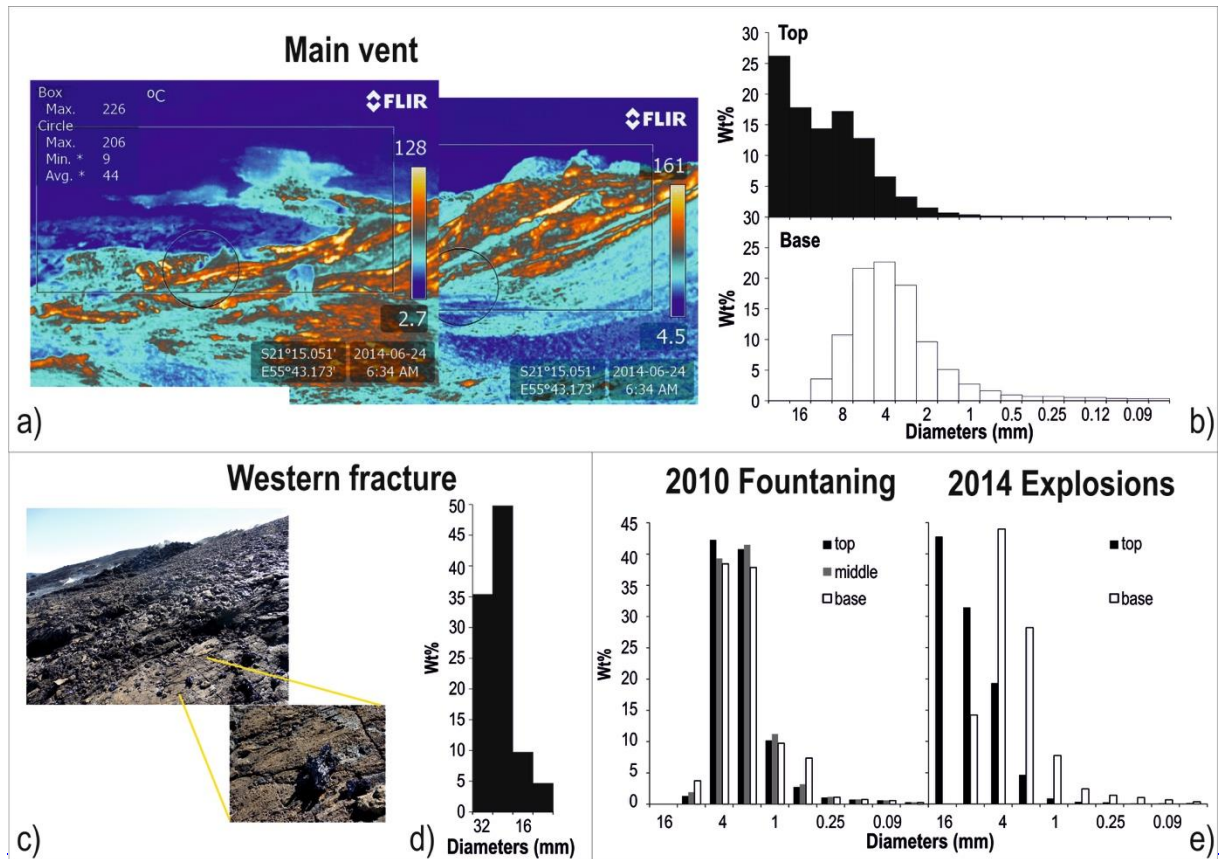 Main vent
Box
Max. 226
Circle
Max. 206
Min. * 9
Avg. * 44
ºC
FLIR
128
2.7
S21°15.051'
E55°43.173'
2014-06-24
6:34 AM
FLIR
161
4.5
S21°15.051'
E55°43.173'
2014-06-24
6:34 AM
a)
Top
Wt%
30
25
20
15
10
5
30
Base
Wt%
25
20
15
10
5
0
16 8 4 2 1 0.5 0.25 0.12 0.09
Diameters (mm)
b)
Western fracture
c)
Wt%
50
45
40
35
30
25
20
15
10
5
0
32 16
Diameters (mm)
d)
2010 Fountaning
2014 Explosions
Wt%
45
40
35
30
25
20
15
10
5
0
top
middle
base
top
base
16 4 1 0.25 0.09
16 4 1 0.25 0.09
Diameters (mm)
e)